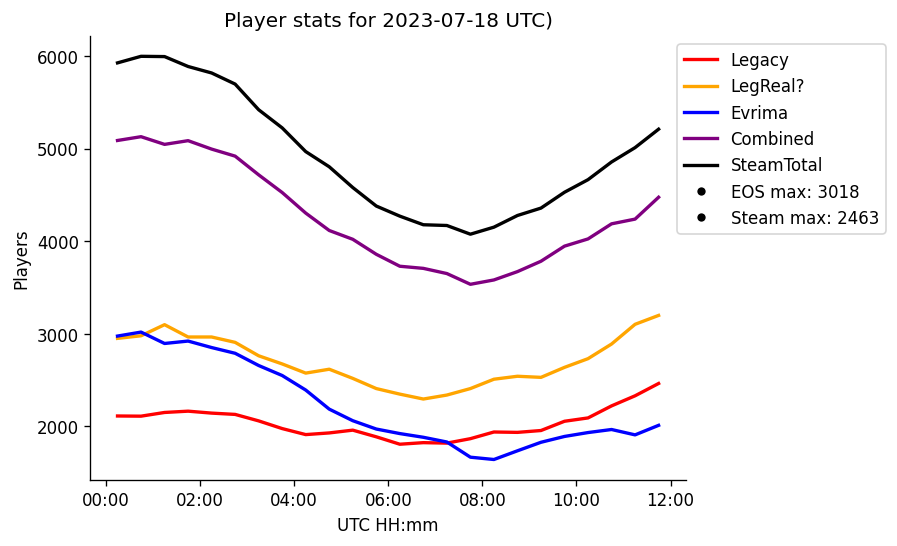 Player stats for 2023-07-18 UTC)
Legacy
LegReal?
Evrima
Combined
SteamTotal
EOS max: 3018
Steam max: 2463
6000
5000
4000
3000
2000
Players
00:00 02:00 04:00 06:00 08:00 10:00 12:00
UTC HH:mm